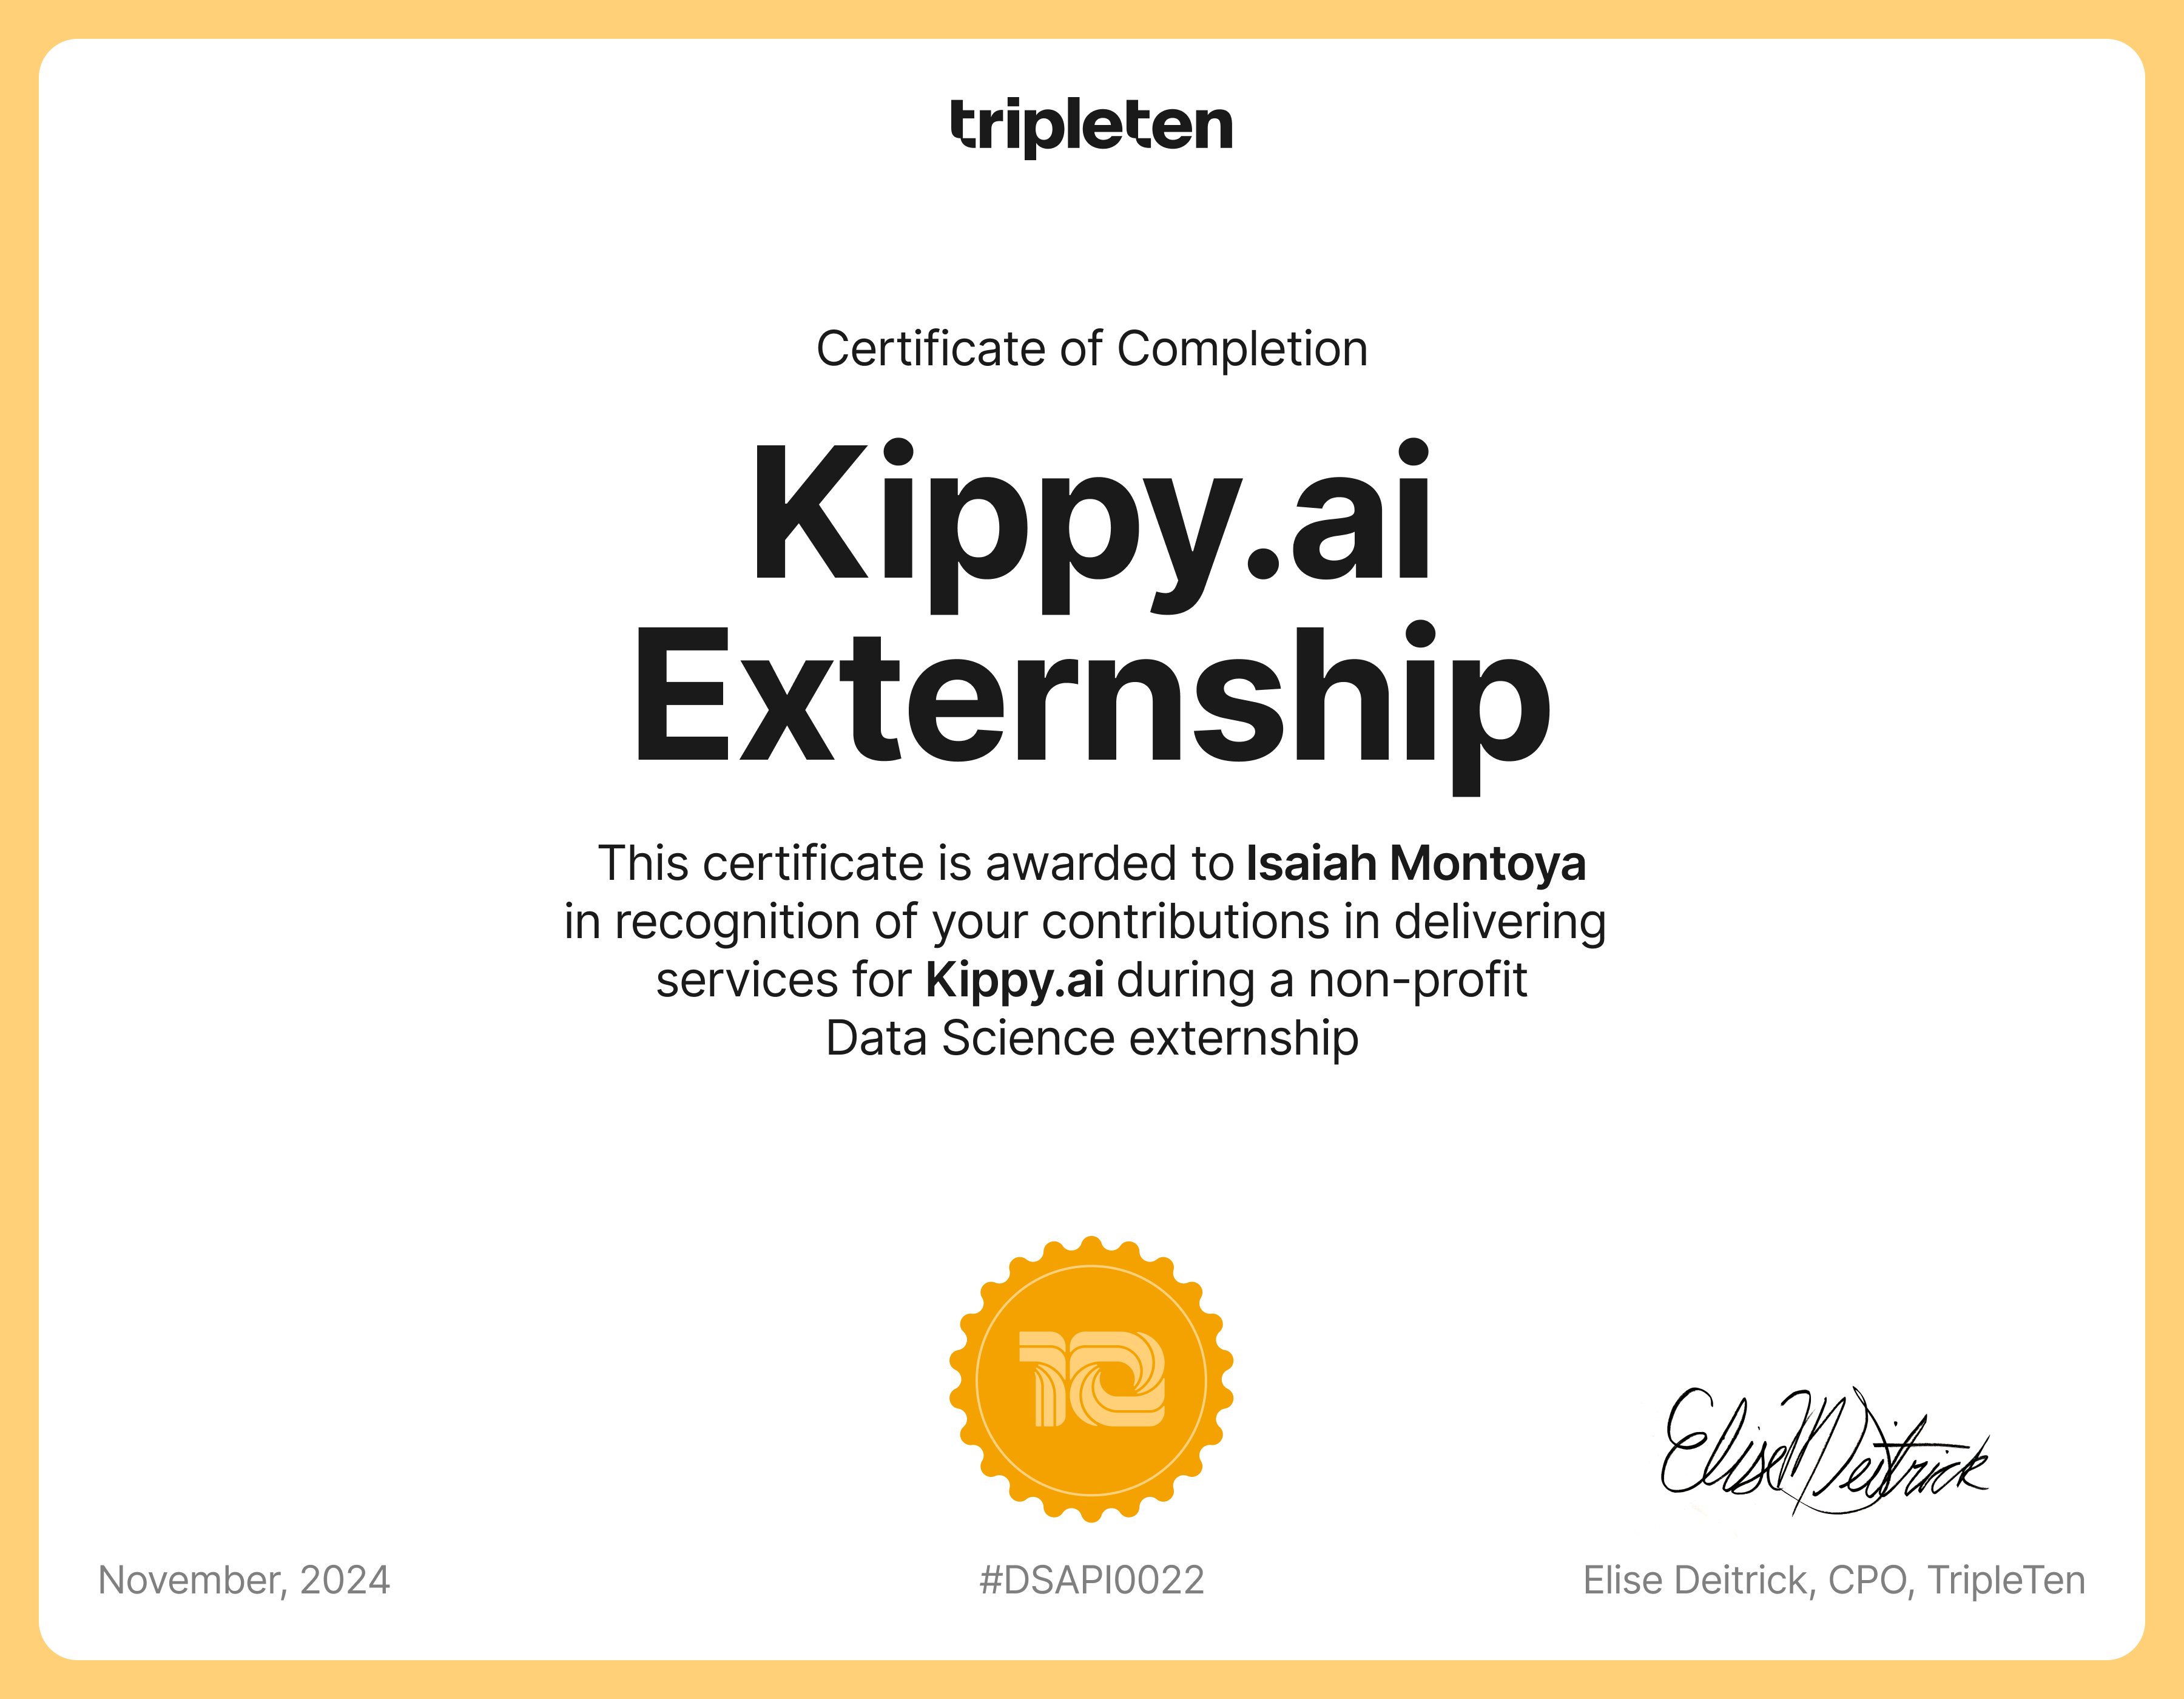 tripleten
Certificate of Completion
Kippy.ai
Externship
This certificate is awarded to Isaiah Montoya
in recognition of your contributions in delivering
services for Kippy.ai during a non-profit
Data Science externship
10
Elise Deitrick
November, 2024
#DSAPI0022
Elise Deitrick, CPO, TripleTen